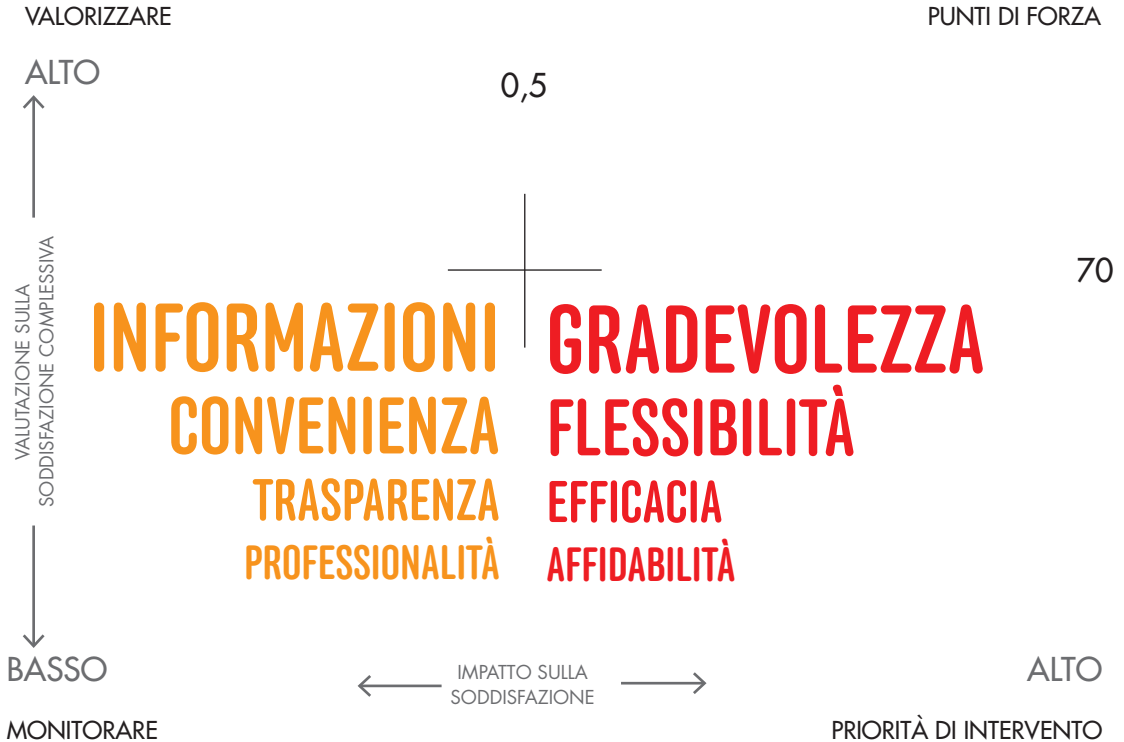 VALORIZZARE
PUNTI DI FORZA
ALTO
0,5
70
VALUTAZIONE SULLA
SODDISFAZIONE COMPLESSIVA
INFORMAZIONI
GRADEVOLEZZA
CONVENIENZA
FLESSIBILITÀ
TRASPARENZA
EFFICACIA
PROFESSIONALITÀ
AFFIDABILITÀ
BASSO
IMPATTO SULLA
SODDISFAZIONE
ALTO
MONITORARE
PRIORITÀ DI INTERVENTO